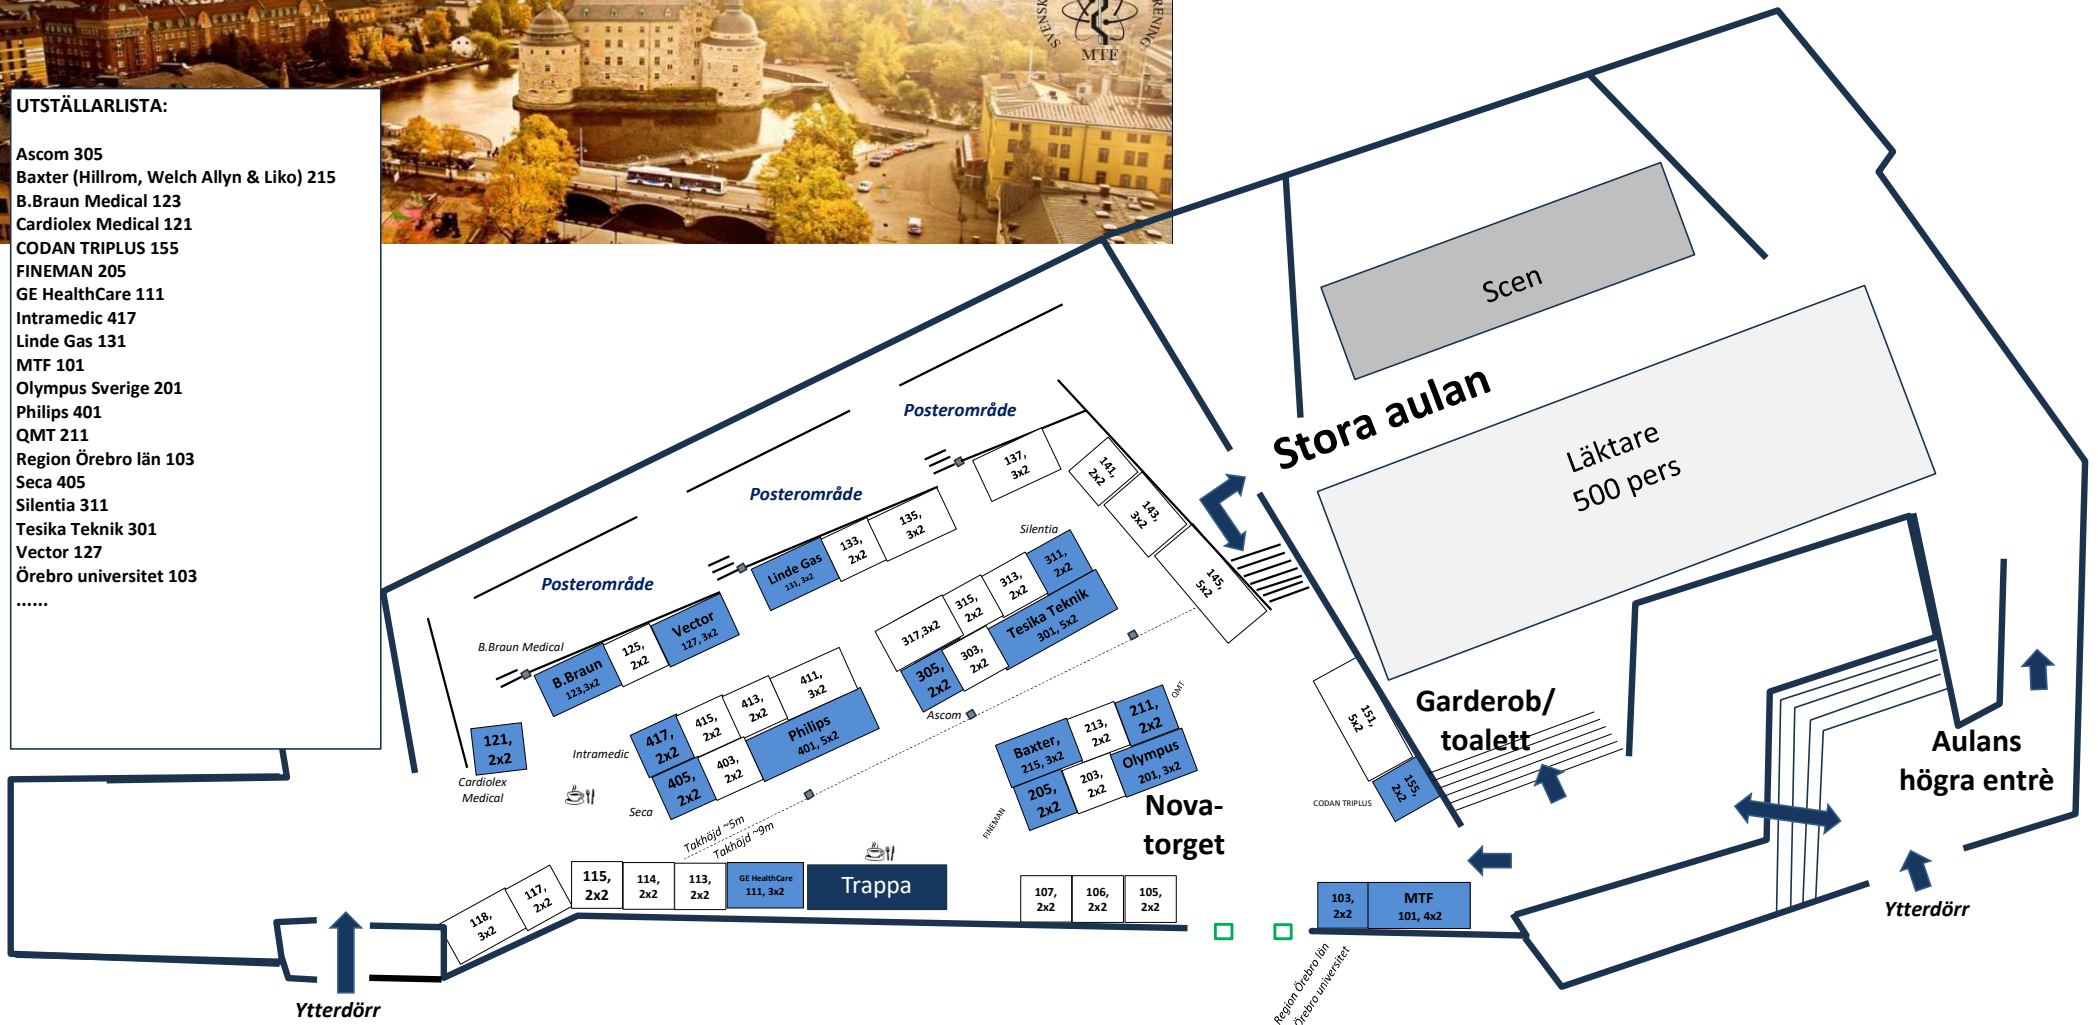 SVENSK
RENING
MTF
UTSTÄLLARLISTA:
Ascom 305
Baxter (Hillrom, Welch Allyn & Liko) 215
B.Braun Medical 123
Cardiolex Medical 121
CODAN TRIPLUS 155
FINEMAN 205
GE HealthCare 111
Intramedic 417
Linde Gas 131
MTF 101
Olympus Sverige 201
Philips 401
QMT 211
Region Örebro län 103
Seca 405
Silentia 311
Tesika Teknik 301
Vector 127
Örebro universitet 103
......
Scen
Stora aulan
Läktare
500 pers
Posterområde
Posterområde
Posterområde
137,
3x2
141,
2x2
143,
3x2
145,
5x2
135,
3x2
133,
2x2
Linde Gas
131, 3x2
Silentia
311,
2x2
313,
2x2
315,
2x2
317,3x2
Tesika Teknik
301, 5x2
303,
2x2
305,
2x2
Ascom
B.Braun Medical
B.Braun
123,3x2
125,
2x2
Vector
127, 3x2
121,
2x2
Cardiolex
Medical
Intramedic
417,
2x2
415,
2x2
413,
2x2
411,
3x2
Philips
401, 5x2
403,
2x2
405,
2x2
Seca
Takhöjd ~5m
Takhöjd ~9m
QMT
211,
2x2
213,
2x2
Baxter,
215, 3x2
Olympus
201, 3x2
203,
2x2
205,
2x2
FINEMAN
Nova-
torget
151,
5x2
155,
2x2
CODAN TRIPLUS
Garderob/
toalett
Aulans
högra entrè
Ytterdörr
118,
3x2
117,
2x2
115,
2x2
114,
2x2
113,
2x2
GE HealthCare
111, 3x2
Trappa
107,
2x2
106,
2x2
105,
2x2
103,
2x2
MTF
101, 4x2
Region Örebro län
Örebro universitet
Ytterdörr